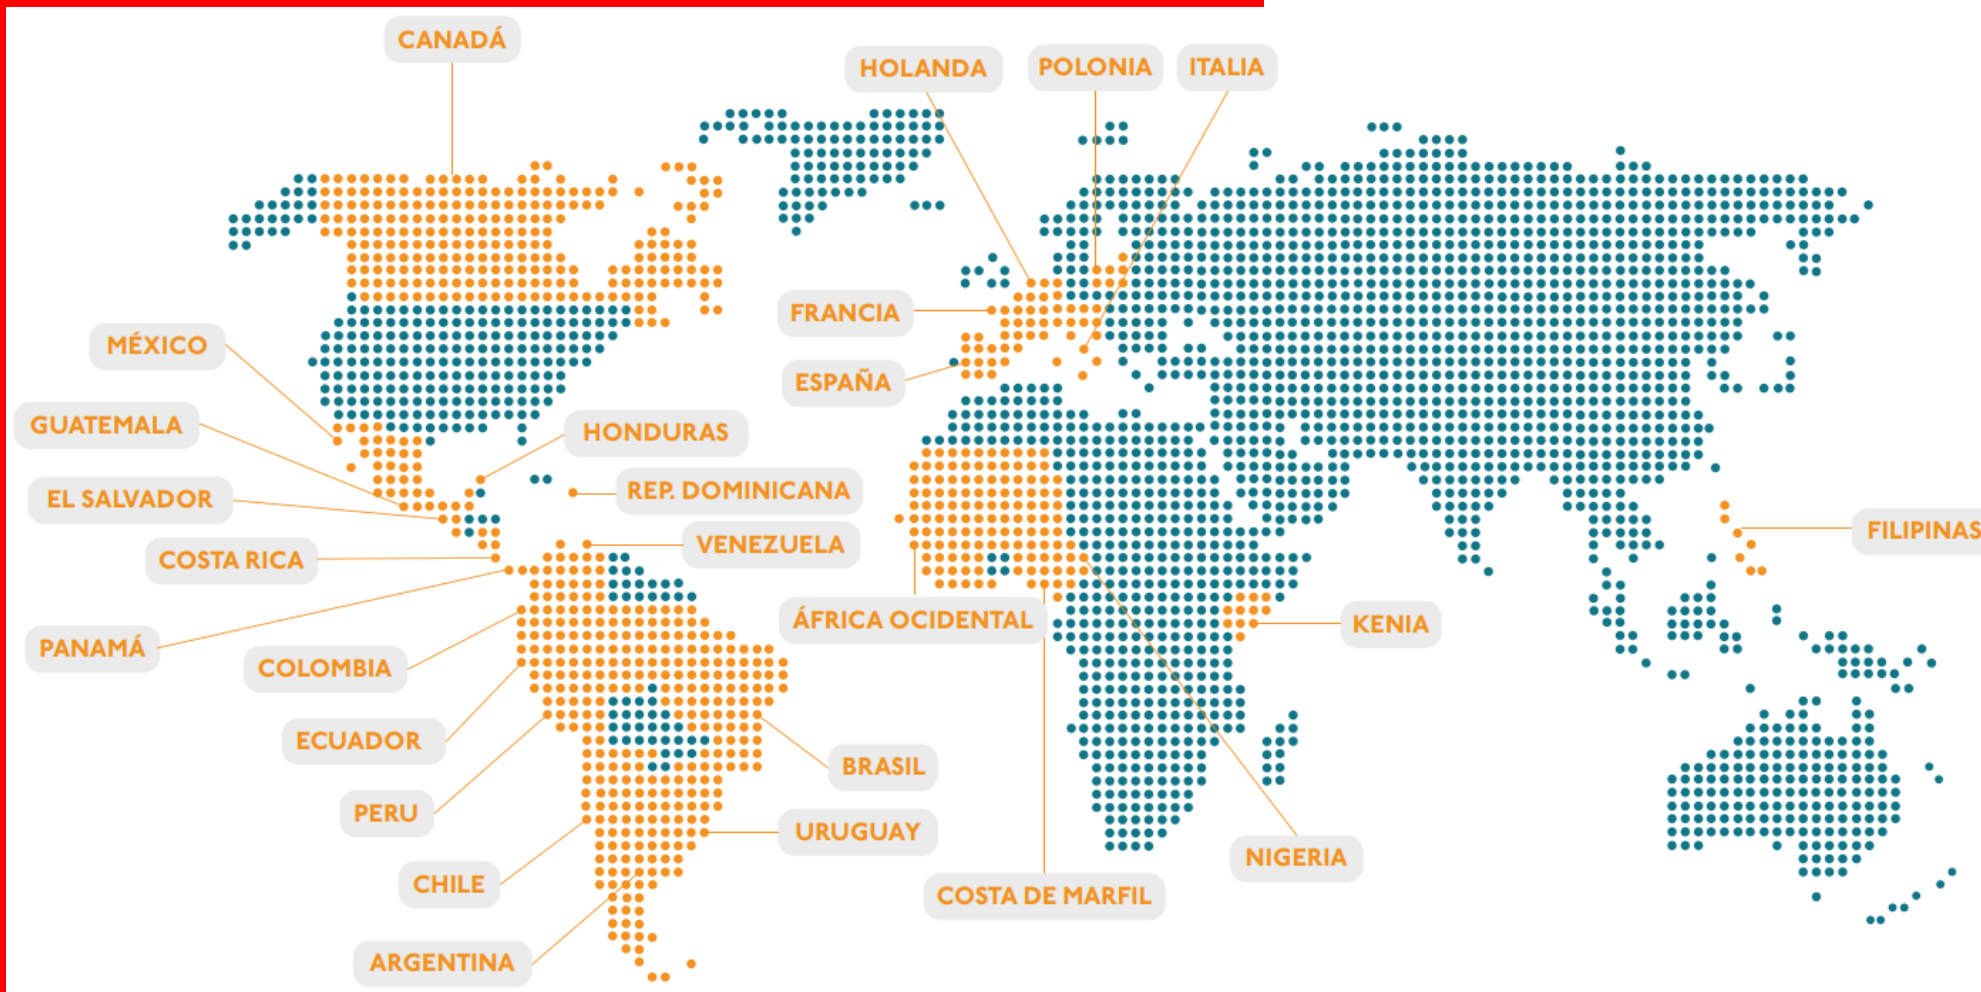 CANADÁ
HOLANDA
POLONIA
ITALIA
FRANCIA
MÉXICO
ESPAÑA
GUATEMALA
HONDURAS
EL SALVADOR
REP. DOMINICANA
FILIPINAS
COSTA RICA
VENEZUELA
ÁFRICA OCIDENTAL
KENIA
PANAMÁ
COLOMBIA
ECUADOR
BRASIL
PERU
URUGUAY
NIGERIA
CHILE
COSTA DE MARFIL
ARGENTINA